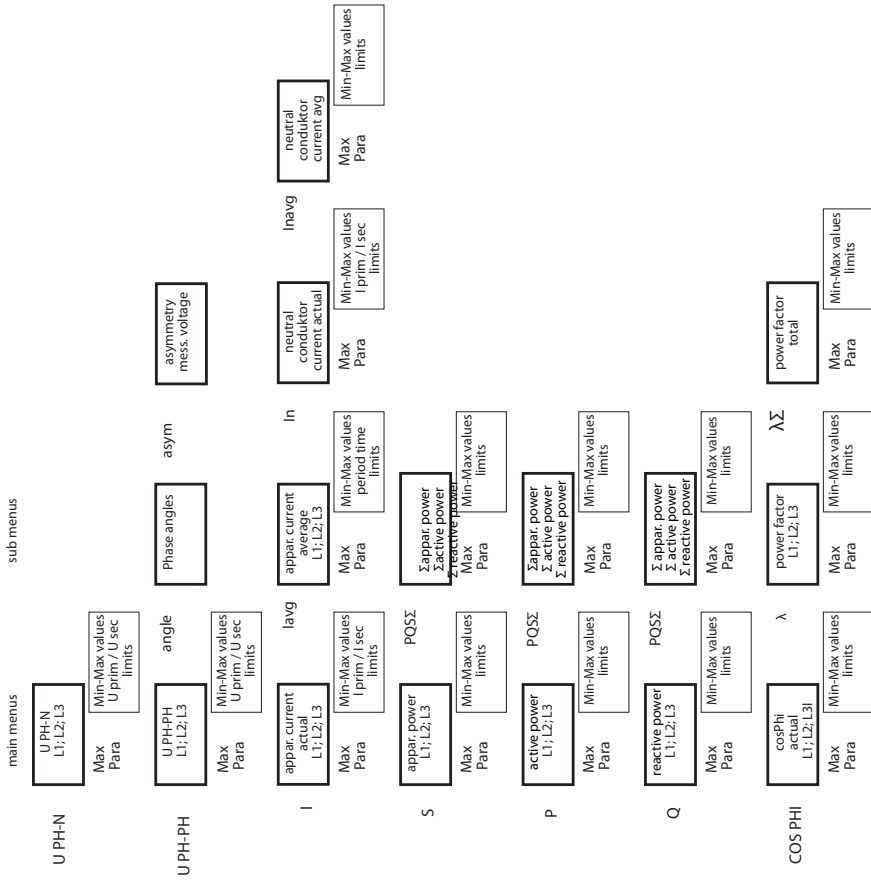 main menus
sub menus
U PH-N
U PH-N
L1; L2; L3
Max
Para
Min-Max values
U prim / U sec
limits
U PH-PH
U PH-PH
L1; L2; L3
Max
Para
Min-Max values
U prim / U sec
limits
angle
Phase angles
asym
asymmetry
mess. voltage
I
appar. current
actual
L1; L2; L3
Max
Para
Min-Max values
I prim / I sec
limits
Iavg
appar. current
average
L1; L2; L3
Max
Para
Min-Max values
period time
limits
In
neutral
conduktor
current actual
Max
Para
Min-Max values
I prim / I sec
limits
Inavg
neutral
conduktor
current avg
Max
Para
Min-Max values
limits
S
appar. power
L1; L2; L3
Max
Para
Min-Max values
limits
PQSΣ
Σappar. power
Σactive power
Σ reactive power
Max
Para
Min-Max values
limits
P
active power
L1; L2; L3
Max
Para
Min-Max values
limits
PQSΣ
Σappar. power
Σ active power
Σ reactive power
Max
Para
Min-Max values
limits
Q
reactive power
L1; L2; L3
Max
Para
Min-Max values
limits
PQSΣ
Σ appar. power
Σ active power
Σ reactive power
Max
Para
Min-Max values
limits
COS PHI
cosPhi
actual
L1; L2; L3I
Max
Para
Min-Max values
limits
λ
power factor
L1; L2; L3
Max
Para
Min-Max values
limits
λΣ
power factor
total
Max
Para
Min-Max values
limits